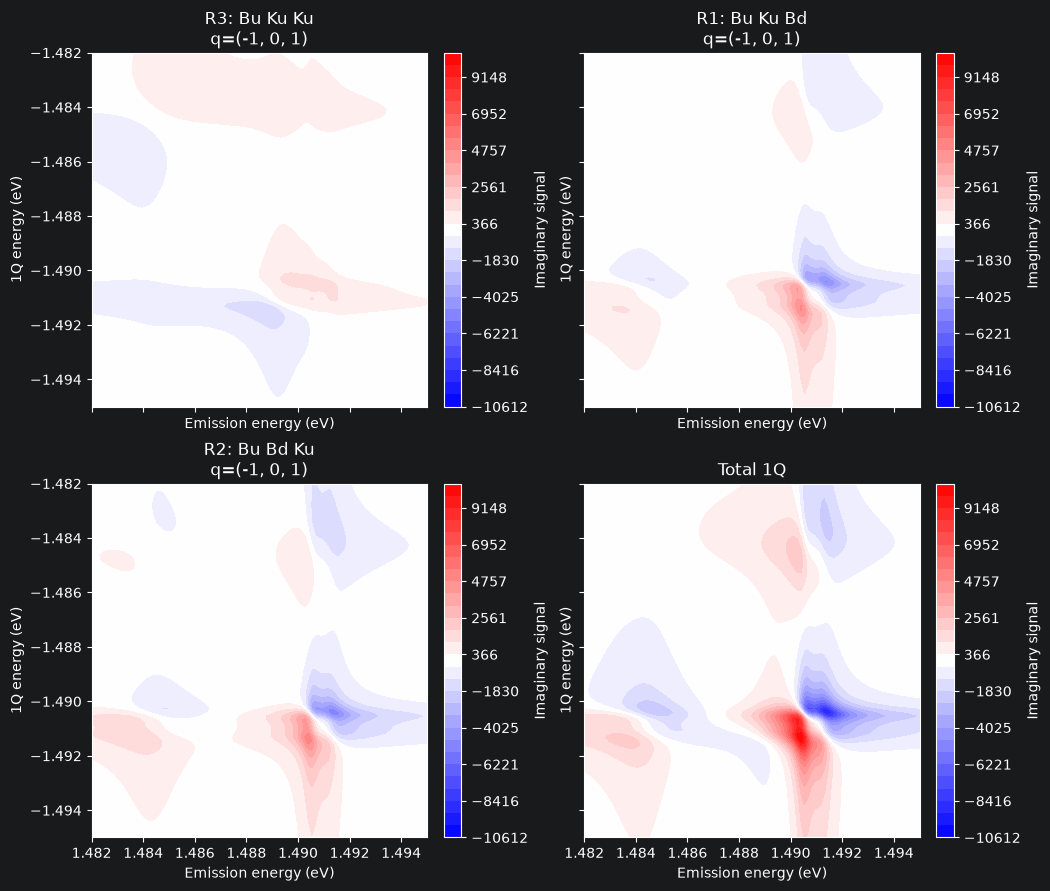 R3: Bu Ku Ku
q=(-1, 0, 1)
−1.482
−1.484
−1.486
−1.488
−1.490
−1.492
−1.494
1Q energy (eV)
Emission energy (eV)
9148
6952
4757
2561
366
−1830
−4025
−6221
−8416
−10612
Imaginary signal
R1: Bu Ku Bd
q=(-1, 0, 1)
1Q energy (eV)
Emission energy (eV)
9148
6952
4757
2561
366
−1830
−4025
−6221
−8416
−10612
Imaginary signal
R2: Bu Bd Ku
q=(-1, 0, 1)
−1.482
−1.484
−1.486
−1.488
−1.490
−1.492
−1.494
1Q energy (eV)
1.482 1.484 1.486 1.488 1.490 1.492 1.494
Emission energy (eV)
9148
6952
4757
2561
366
−1830
−4025
−6221
−8416
−10612
Imaginary signal
Total 1Q
1Q energy (eV)
1.482 1.484 1.486 1.488 1.490 1.492 1.494
Emission energy (eV)
9148
6952
4757
2561
366
−1830
−4025
−6221
−8416
−10612
Imaginary signal